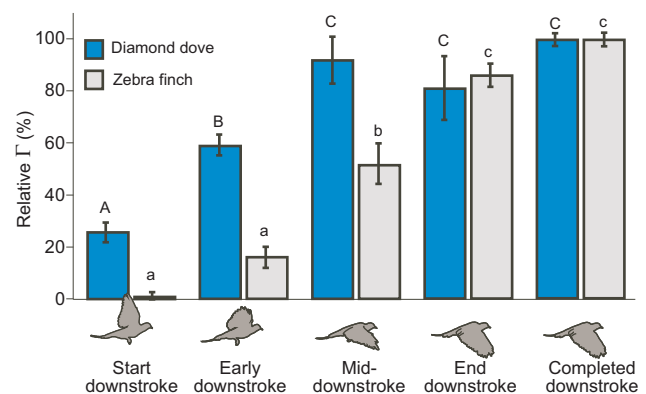 Relative Γ (%)
100
80
60
40
20
0
Diamond dove
Zebra finch
A
a
B
a
C
b
C
c
C
c
Start
downstroke
Early
downstroke
Mid-
downstroke
End
downstroke
Completed
downstroke